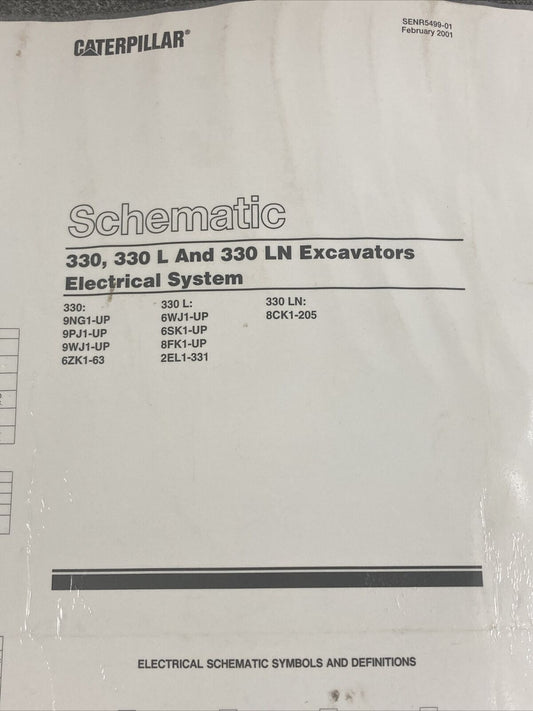 CATERPILLAR®
SENR5499-01
February 2001
Schematic
330, 330 L And 330 LN Excavators
Electrical System
330:
9NG1-UP
9PJ1-UP
9WJ1-UP
6ZK1-63
330 L:
6WJ1-UP
6SK1-UP
8FK1-UP
2EL1-331
330 LN:
8CK1-205
ELECTRICAL SCHEMATIC SYMBOLS AND DEFINITIONS